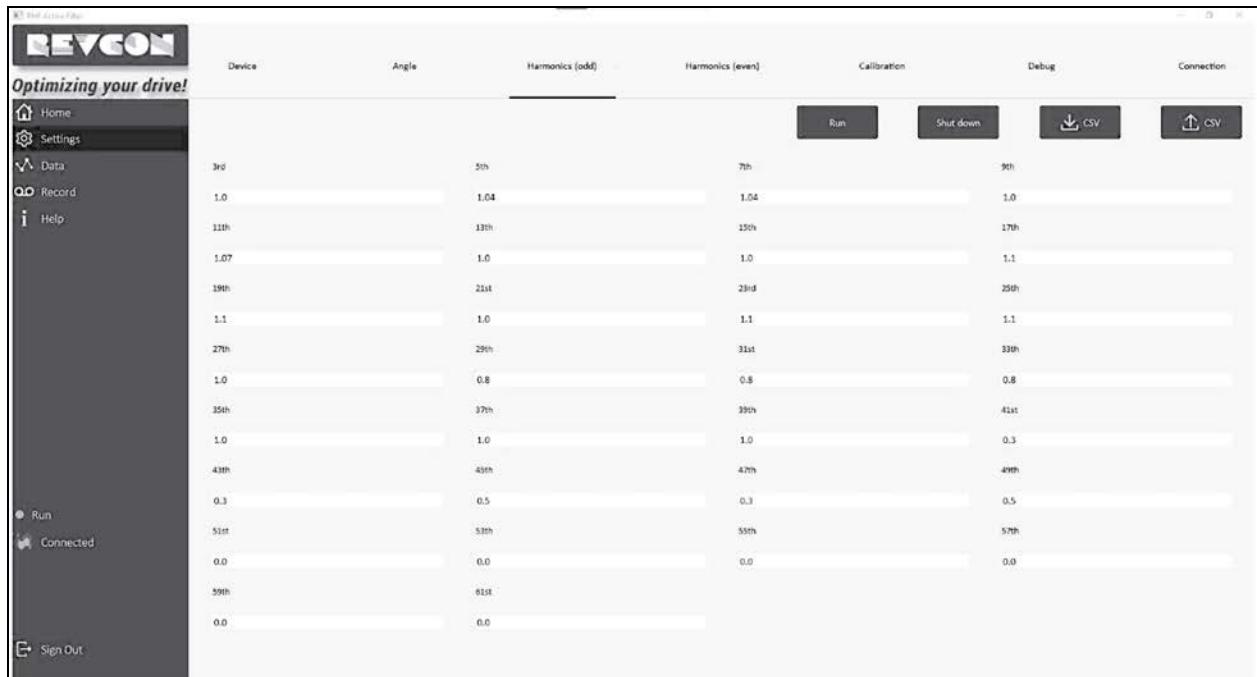 RHF Active Filter
REVCON
Optimizing your drive!
Home
Settings
Data
Record
Help
Run
Connected
Sign Out
Device Angle Harmonics (odd) Harmonics (even) Calibration Debug Connection
Run Shut down CSV CSV
3rd 5th 7th 9th
1.0 1.04 1.04 1.0
11th 13th 15th 17th
1.07 1.0 1.0 1.1
19th 21st 23rd 25th
1.1 1.0 1.1 1.1
27th 29th 31st 33th
1.0 0.8 0.8 0.8
35th 37th 39th 41st
1.0 1.0 1.0 0.3
43th 45th 47th 49th
0.3 0.5 0.3 0.5
51st 53th 55th 57th
0.0 0.0 0.0 0.0
59th 61st
0.0 0.0